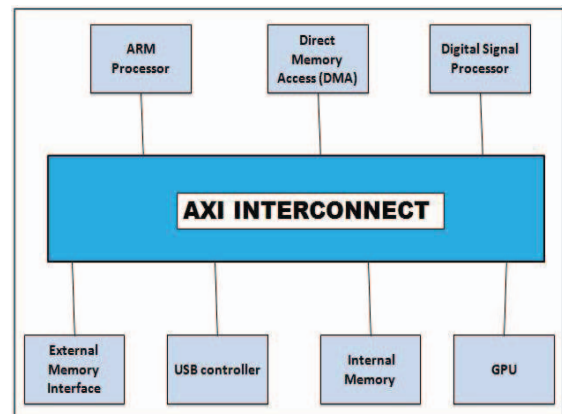 ARM
Processor
Direct
Memory
Access (DMA)
Digital Signal
Processor
AXI INTERCONNECT
External
Memory
Interface
USB controller
Internal
Memory
GPU